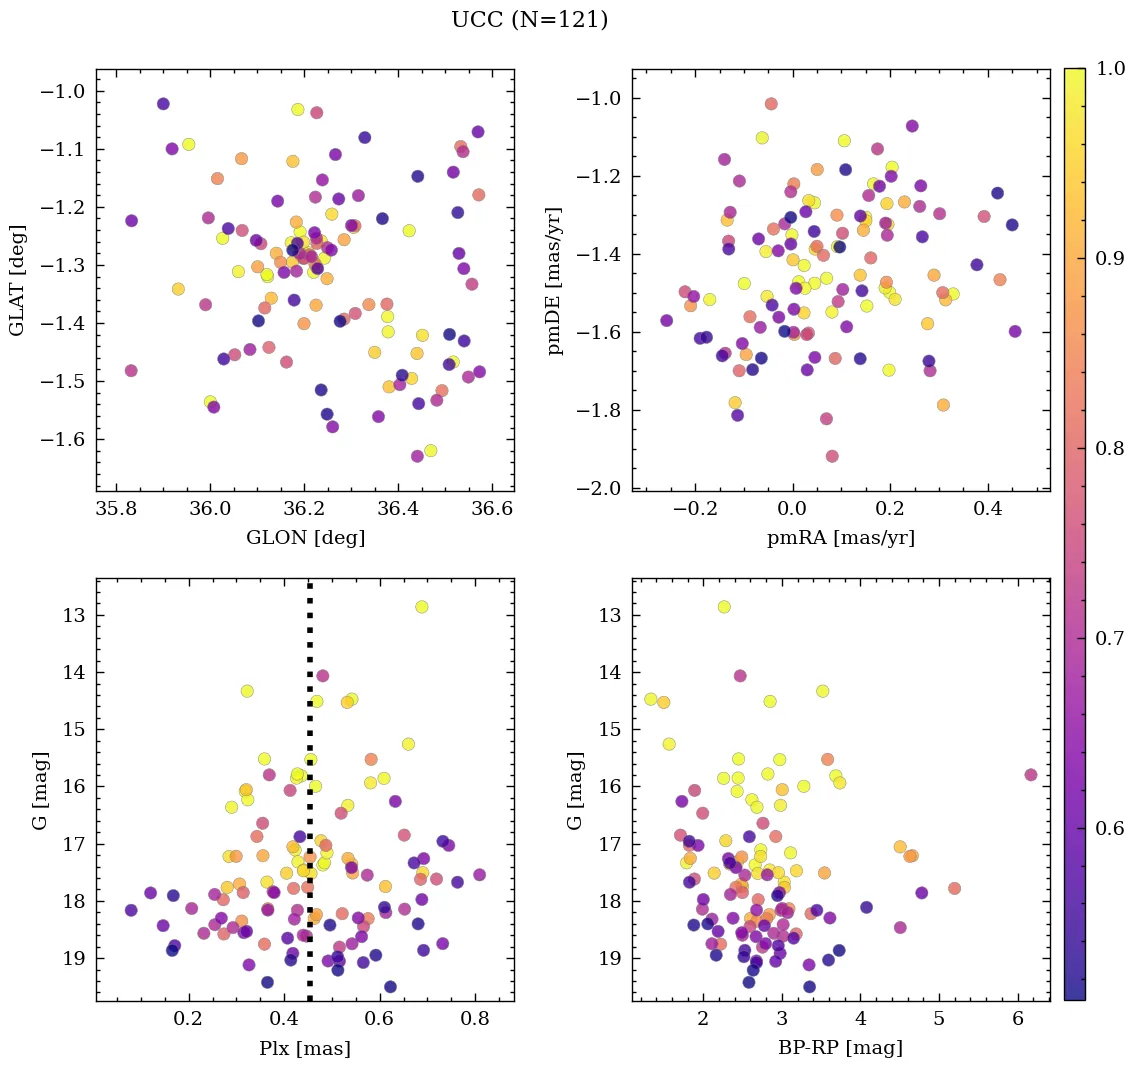 UCC (N=121)
−1.0
−1.1
−1.2
−1.3
−1.4
−1.5
−1.6
GLAT [deg]
35.8 36.0 36.2 36.4 36.6
GLON [deg]
−1.0
−1.2
−1.4
−1.6
−1.8
−2.0
pmDE [mas/yr]
−0.2 0.0 0.2 0.4
pmRA [mas/yr]
1.0
0.9
0.8
0.7
0.6
13
14
15
16
17
18
19
G [mag]
0.2 0.4 0.6 0.8
Plx [mas]
13
14
15
16
17
18
19
G [mag]
2 3 4 5 6
BP-RP [mag]